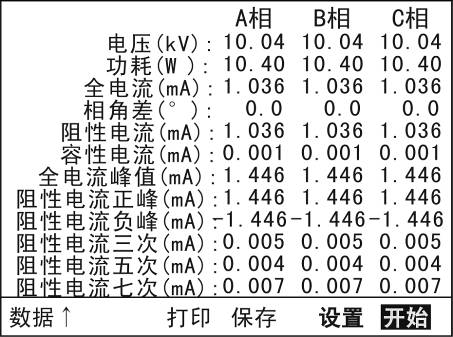 A相 B相 C相
电压(kV): 10.04 10.04 10.04
功耗(W ): 10.40 10.40 10.40
全电流(mA): 1.036 1.036 1.036
相角差(°): 0.0 0.0 0.0
阻性电流(mA): 1.036 1.036 1.036
容性电流(mA): 0.001 0.001 0.001
全电流峰值(mA): 1.446 1.446 1.446
阻性电流正峰(mA): 1.446 1.446 1.446
阻性电流负峰(mA):-1.446-1.446-1.446
阻性电流三次(mA): 0.005 0.005 0.005
阻性电流五次(mA): 0.004 0.004 0.004
阻性电流七次(mA): 0.007 0.007 0.007
数据↑ 打印 保存 设置 开始